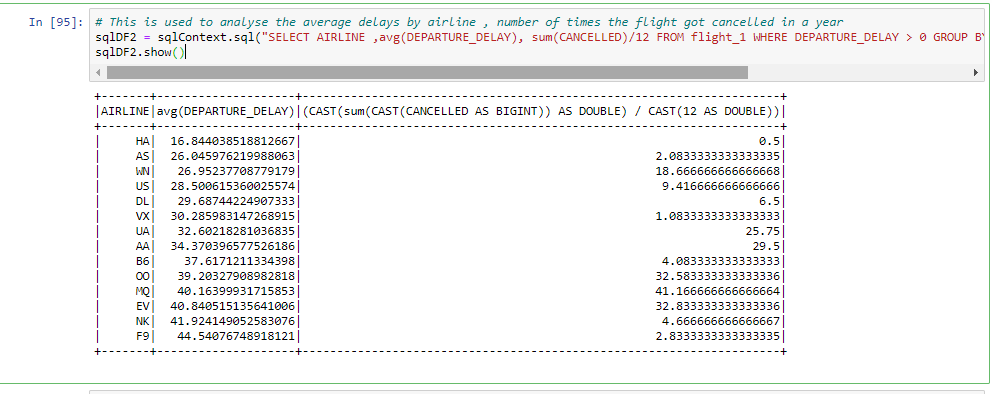 In [95]: # This is used to analyse the average delays by airline , number of times the flight got cancelled in a year
sqlDF2 = sqlContext.sql("SELECT AIRLINE ,avg(DEPARTURE_DELAY), sum(CANCELLED)/12 FROM flight_1 WHERE DEPARTURE_DELAY > 0 GROUP BY
sqlDF2.show()
+-------+--------------------+------------------------------------------------------------------+
|AIRLINE|avg(DEPARTURE_DELAY)|(CAST(sum(CAST(CANCELLED AS BIGINT)) AS DOUBLE) / CAST(12 AS DOUBLE))|
+-------+--------------------+------------------------------------------------------------------+
| HA| 16.844038518812667| 0.5|
| AS| 26.045976219988063| 2.0833333333333335|
| WN| 26.95237708779179| 18.666666666666668|
| US| 28.500615360025574| 9.416666666666666|
| DL| 29.68744224907333| 6.5|
| VX| 30.285983147268915| 1.0833333333333333|
| UA| 32.60218281036835| 25.75|
| AA| 34.370396577526186| 29.5|
| B6| 37.6171211334398| 4.083333333333333|
| OO| 39.20327908982818| 32.583333333333336|
| MQ| 40.16399931715853| 41.166666666666664|
| EV| 40.840515135641006| 32.833333333333336|
| NK| 41.924149052583076| 4.666666666666667|
| F9| 44.54076748918121| 2.8333333333333335|
+-------+--------------------+------------------------------------------------------------------+